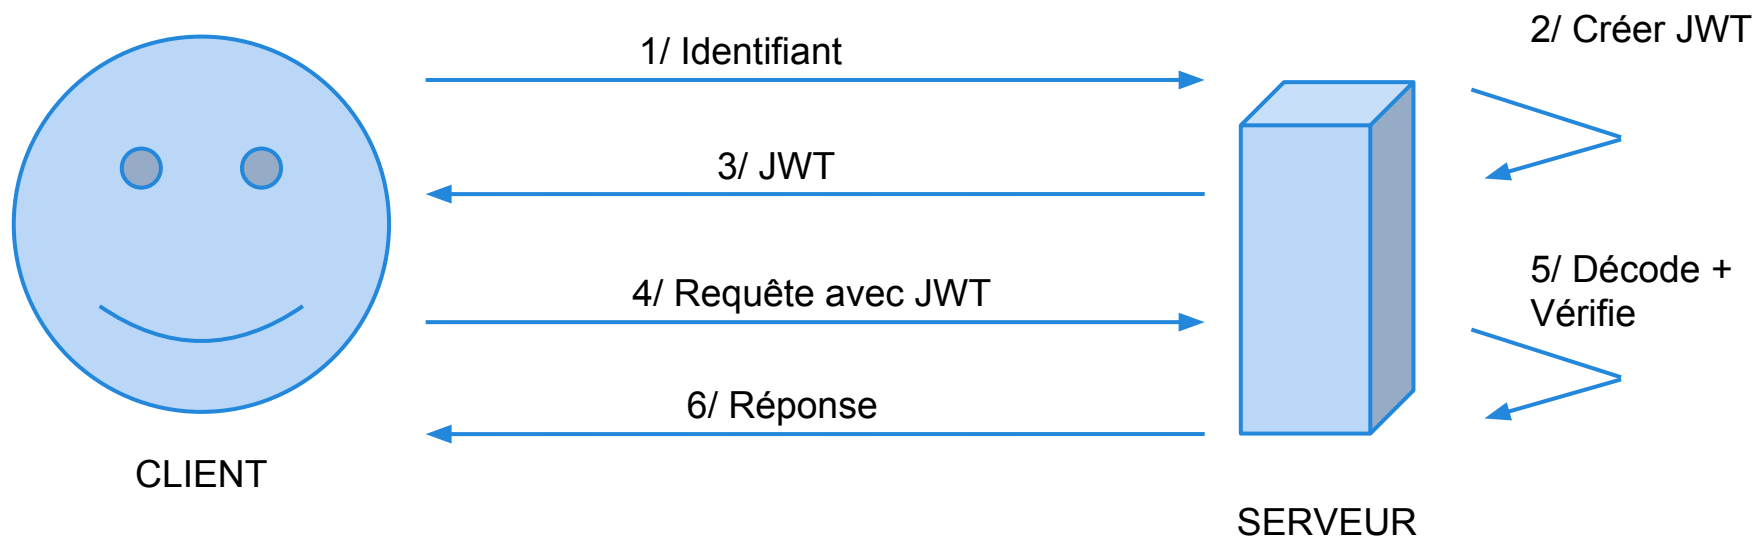 1/ Identifiant
2/ Créer JWT
3/ JWT
4/ Requête avec JWT
5/ Décode +
Vérifie
6/ Réponse
CLIENT
SERVEUR